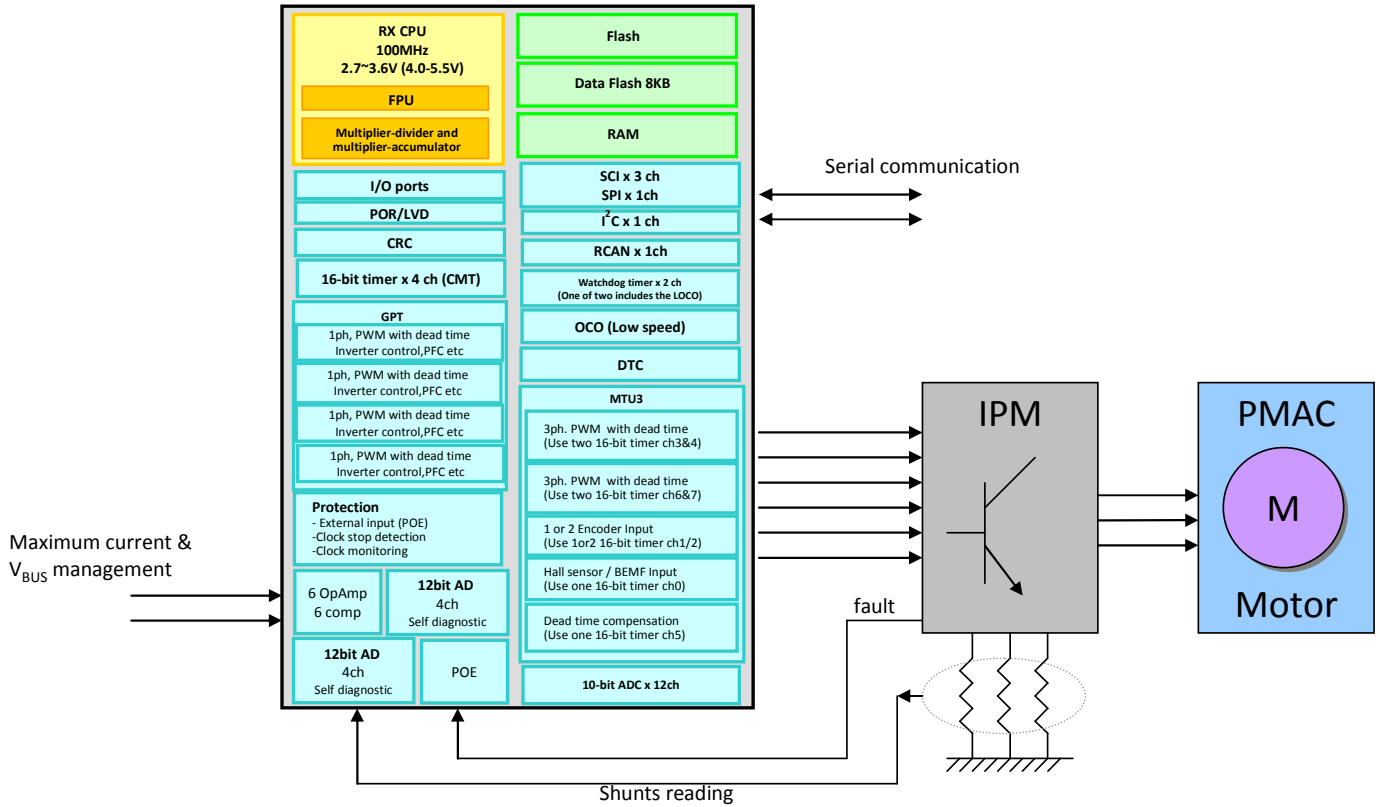 RX CPU
100MHz
2.7~3.6V (4.0-5.5V)
FPU
Multiplier-divider and
multiplier-accumulator
I/O ports
POR/LVD
CRC
16-bit timer x 4 ch (CMT)
GPT
1ph, PWM with dead time
Inverter control,PFC etc
1ph, PWM with dead time
Inverter control,PFC etc
1ph, PWM with dead time
Inverter control,PFC etc
1ph, PWM with dead time
Inverter control,PFC etc
Protection
- External input (POE)
-Clock stop detection
-Clock monitoring
6 OpAmp
6 comp
12bit AD
4ch
Self diagnostic
12bit AD
4ch
Self diagnostic
POE
Flash
Data Flash 8KB
RAM
SCI x 3 ch
SPI x 1ch
I2C x 1 ch
RCAN x 1ch
Watchdog timer x 2 ch
(One of two includes the LOCO)
OCO (Low speed)
DTC
MTU3
3ph. PWM with dead time
(Use two 16-bit timer ch3&4)
3ph. PWM with dead time
(Use two 16-bit timer ch6&7)
1 or 2 Encoder Input
(Use 1or2 16-bit timer ch1/2)
Hall sensor / BEMF Input
(Use one 16-bit timer ch0)
Dead time compensation
(Use one 16-bit timer ch5)
10-bit ADC x 12ch
Maximum current &
VBUS management
Serial communication
IPM
PMAC
M
Motor
fault
Shunts reading